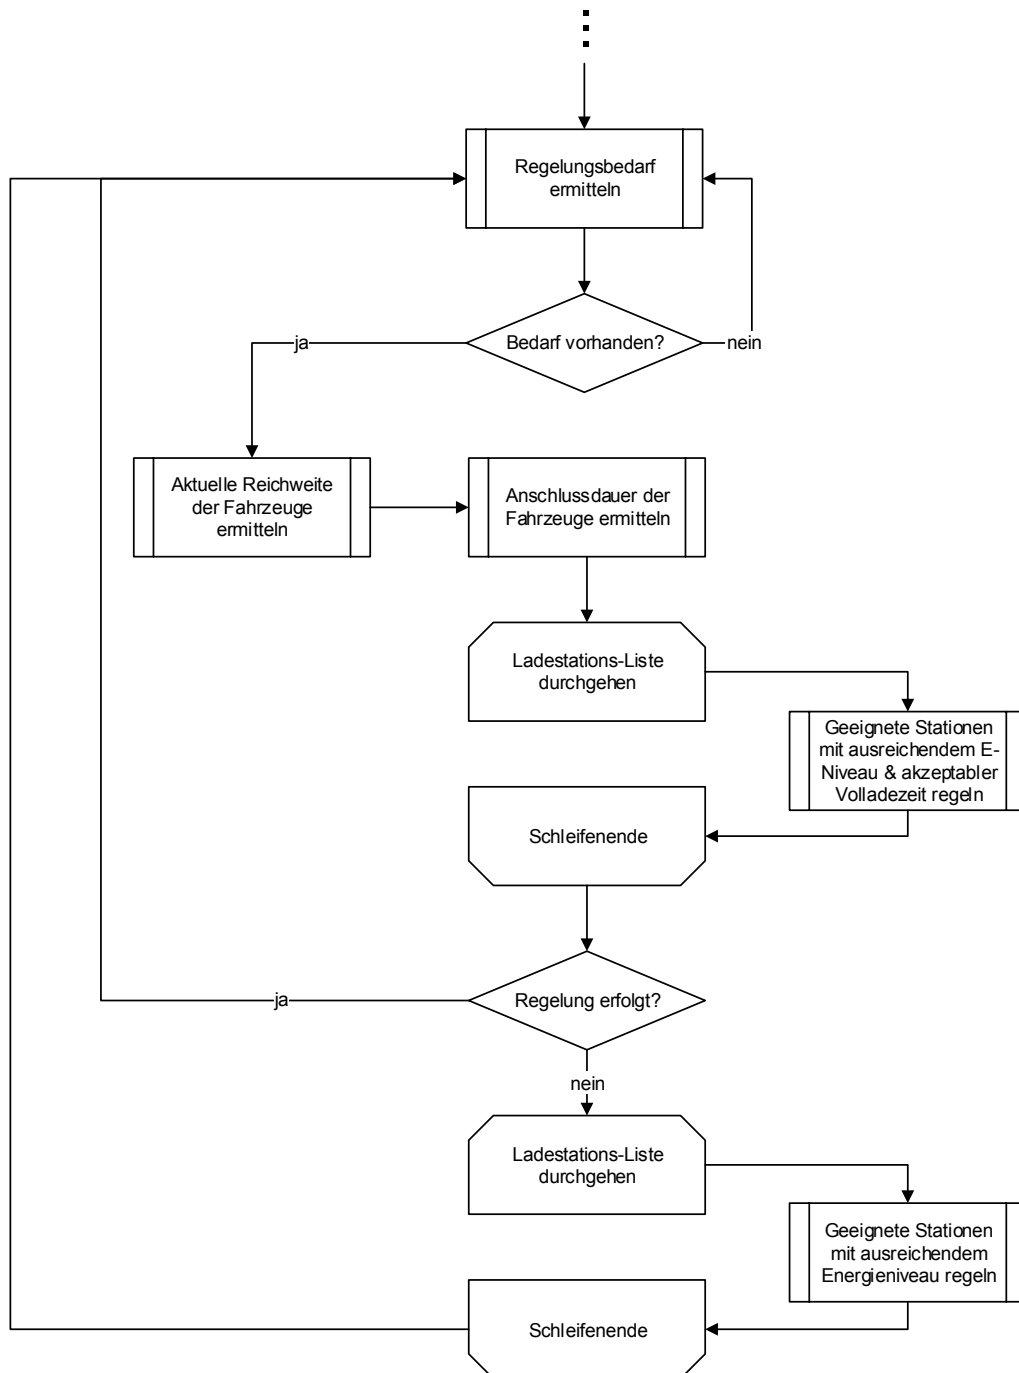 Regelungsbedarf
ermitteln
Bedarf vorhanden?
ja
nein
Aktuelle Reichweite
der Fahrzeuge
ermitteln
Anschlussdauer der
Fahrzeuge ermitteln
Ladestations-Liste
durchgehen
Geeignete Stationen
mit ausreichendem E-
Niveau & akzeptabler
Volladezeit regeln
Schleifenende
Regelung erfolgt?
ja
nein
Ladestations-Liste
durchgehen
Geeignete Stationen
mit ausreichendem
Energieniveau regeln
Schleifenende